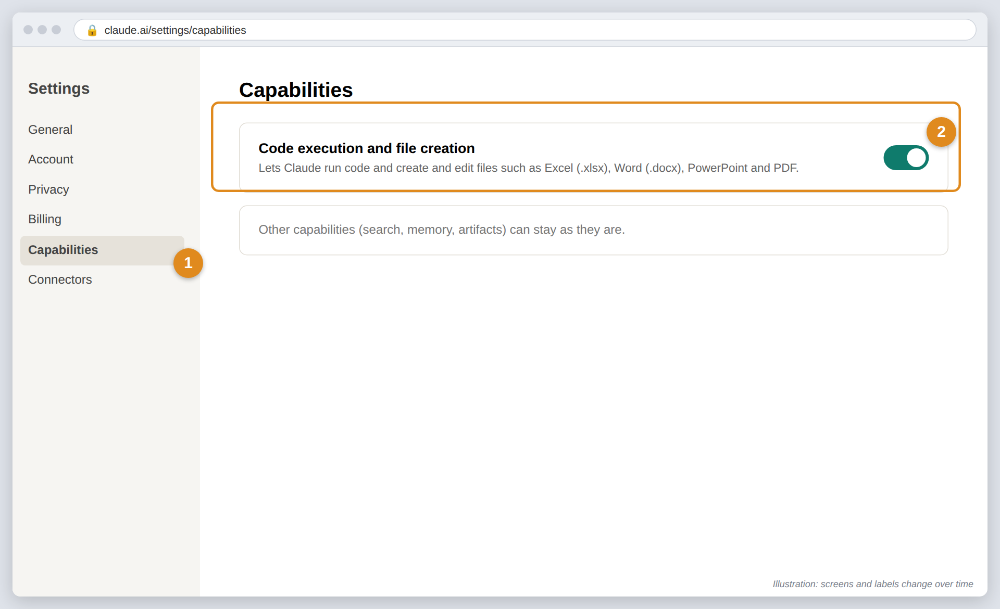 claude.ai/settings/capabilities
Settings
General
Account
Privacy
Billing
Capabilities
1
Connectors
Capabilities
2
Code execution and file creation
Lets Claude run code and create and edit files such as Excel (.xlsx), Word (.docx), PowerPoint and PDF.
Other capabilities (search, memory, artifacts) can stay as they are.
Illustration: screens and labels change over time